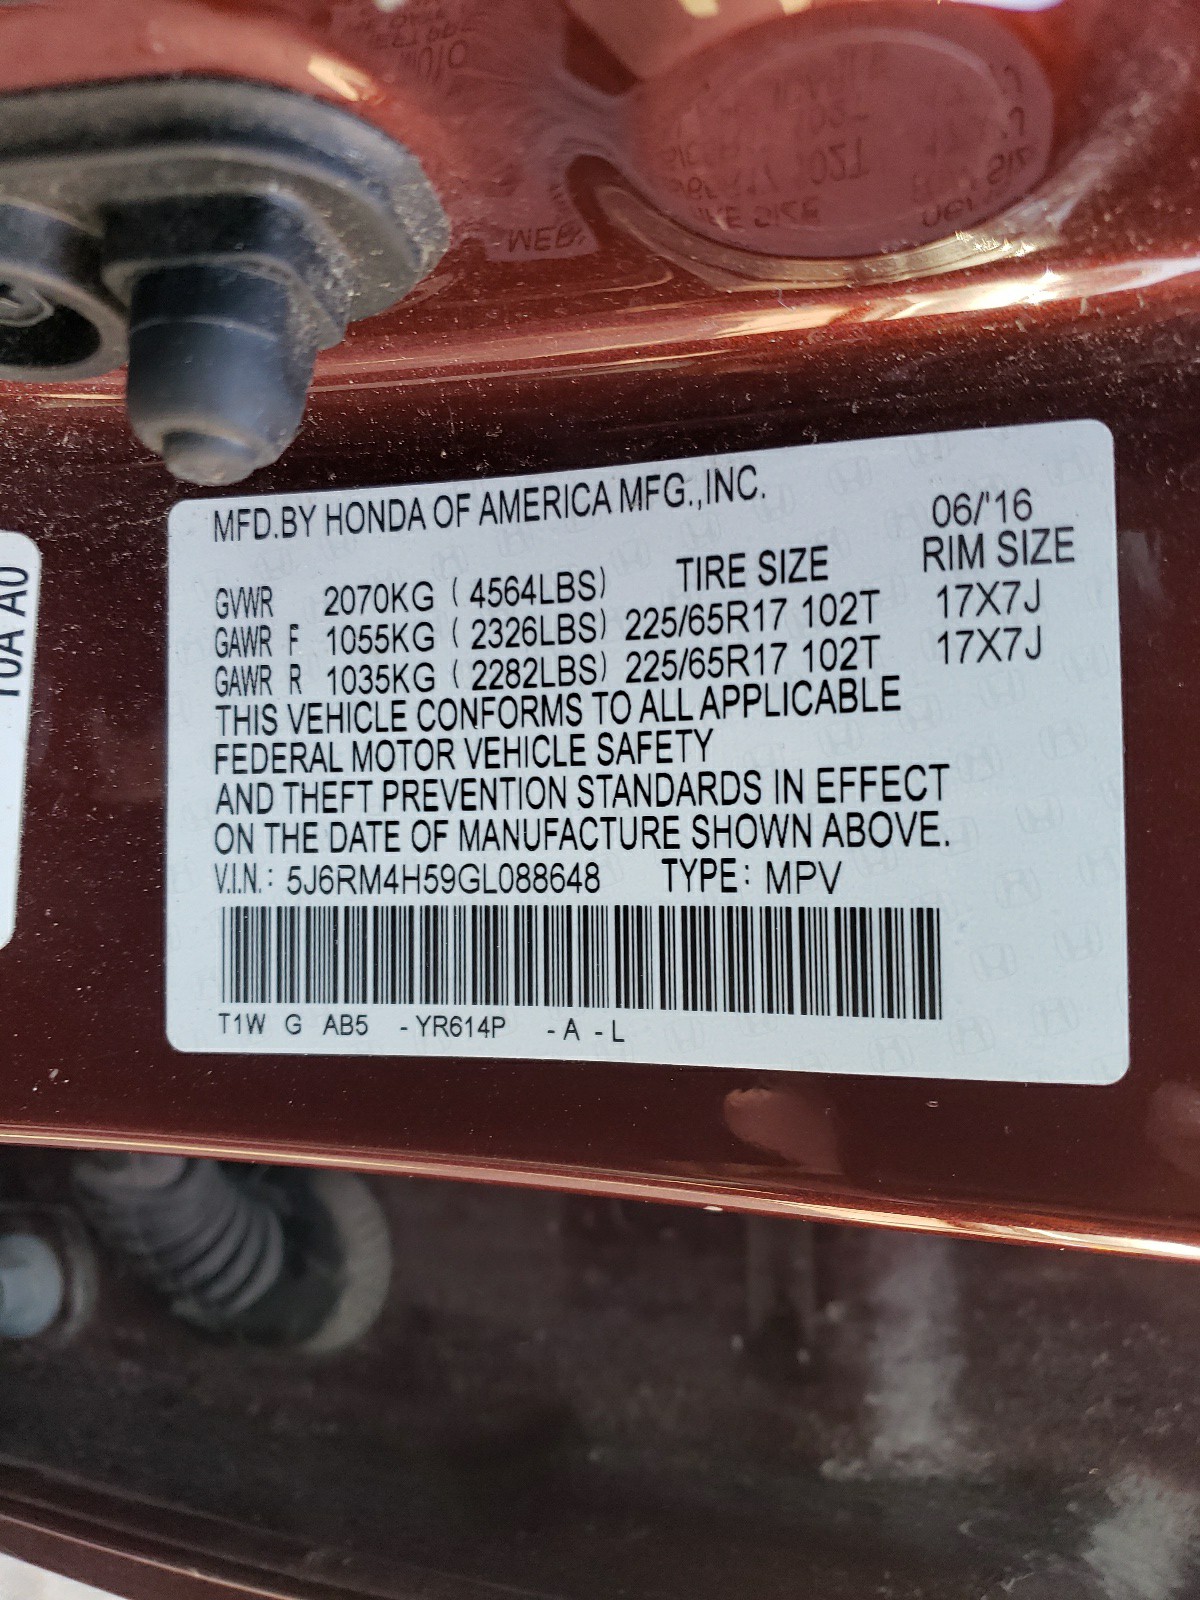 MFD.BY HONDA OF AMERICA MFG.,INC. 06/'16
TIRE SIZE RIM SIZE
GVWR 2070KG ( 4564LBS)
GAWR F 1055KG ( 2326LBS) 225/65R17 102T 17X7J
GAWR R 1035KG ( 2282LBS) 225/65R17 102T 17X7J
THIS VEHICLE CONFORMS TO ALL APPLICABLE
FEDERAL MOTOR VEHICLE SAFETY
AND THEFT PREVENTION STANDARDS IN EFFECT
ON THE DATE OF MANUFACTURE SHOWN ABOVE.
V.I.N.: 5J6RM4H59GL088648 TYPE: MPV
T1W G AB5 -YR614P -A -L
A0